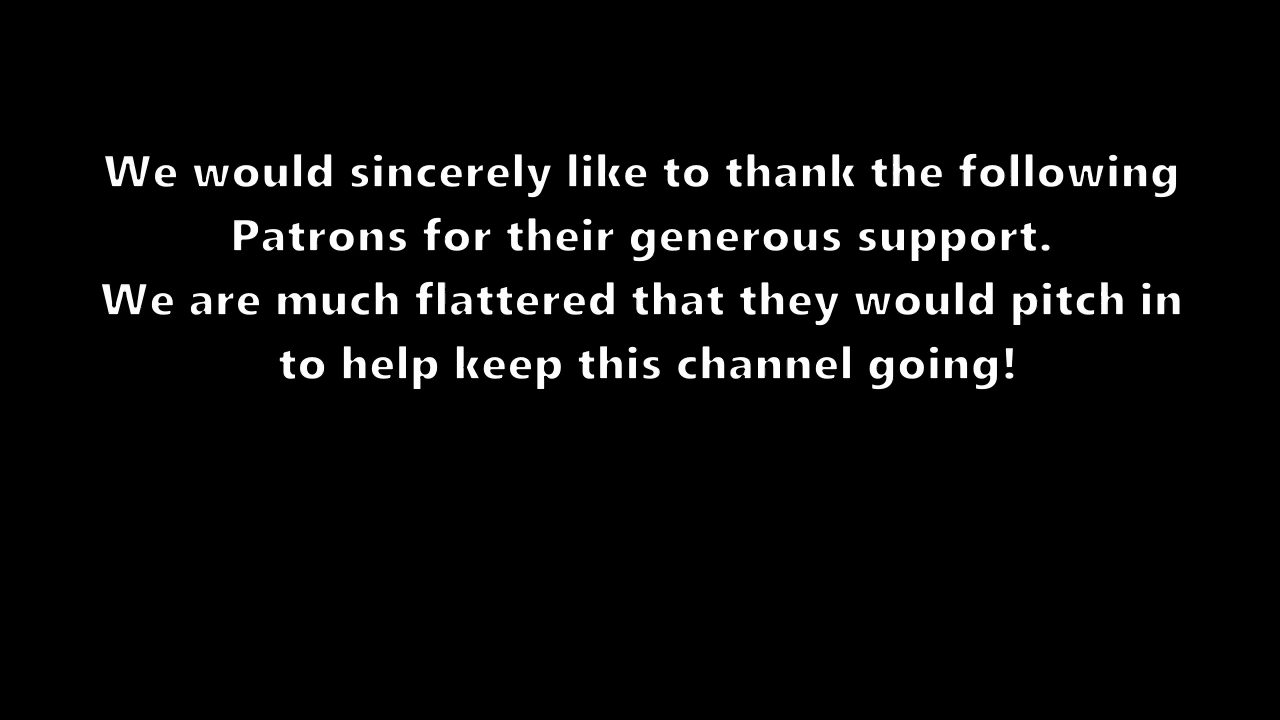 We would sincerely like to thank the following
Patrons for their generous support.
We are much flattered that they would pitch in
to help keep this channel going!